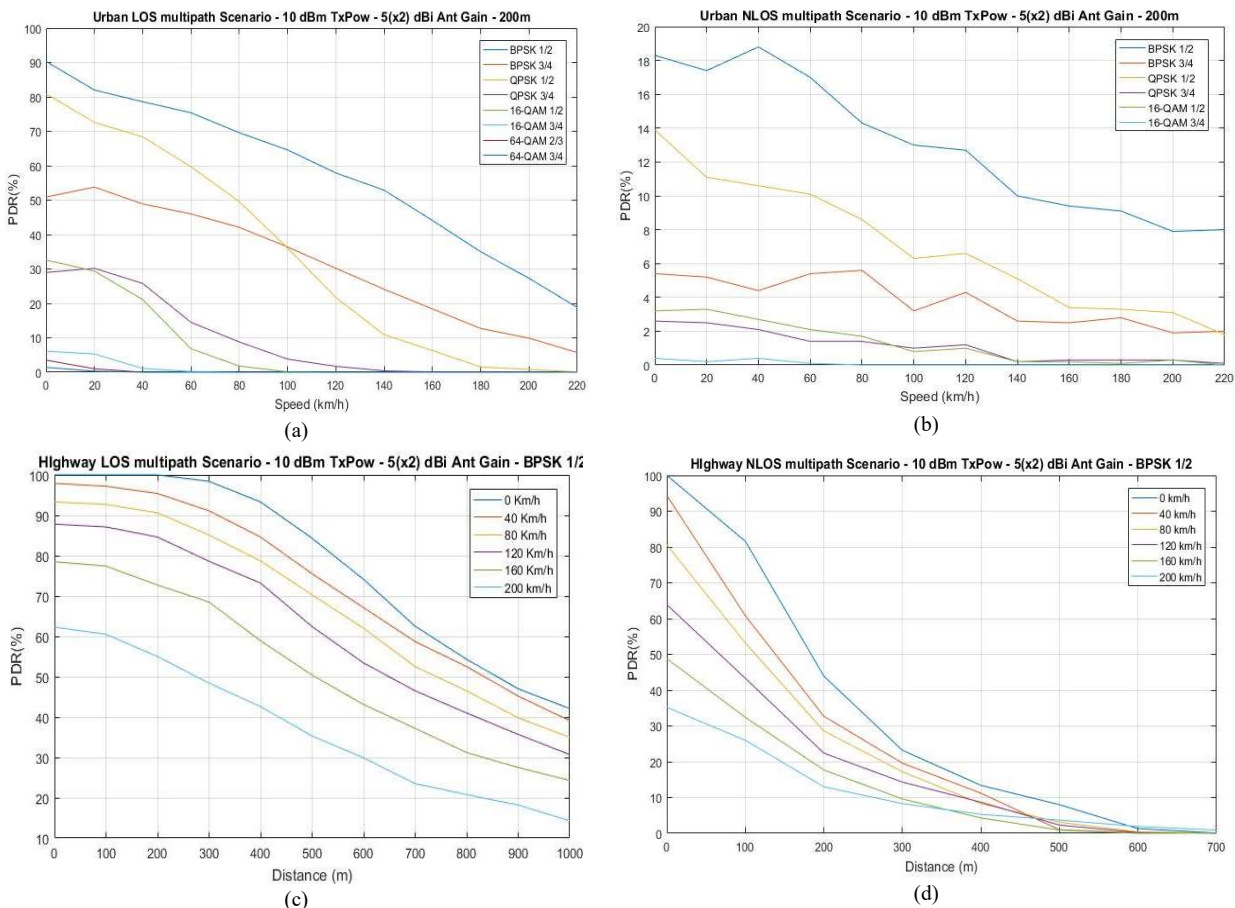 Urban LOS multipath Scenario - 10 dBm TxPow - 5(x2) dBi Ant Gain - 200m
100
90
80
70
60
50
40
30
20
10
0
PDR(%)
BPSK 1/2
BPSK 3/4
QPSK 1/2
QPSK 3/4
16-QAM 1/2
16-QAM 3/4
64-QAM 2/3
64-QAM 3/4
0 20 40 60 80 100 120 140 160 180 200 220
Speed (km/h)
(a)
Urban NLOS multipath Scenario - 10 dBm TxPow - 5(x2) dBi Ant Gain - 200m
20
18
16
14
12
10
8
6
4
2
0
PDR(%)
BPSK 1/2
BPSK 3/4
QPSK 1/2
QPSK 3/4
16-QAM 1/2
16-QAM 3/4
0 20 40 60 80 100 120 140 160 180 200 220
Speed (km/h)
(b)
HIghway LOS multipath Scenario - 10 dBm TxPow - 5(x2) dBi Ant Gain - BPSK 1/2
100
90
80
70
60
50
40
30
20
10
PDR(%)
0 Km/h
40 Km/h
80 Km/h
120 Km/h
160 Km/h
200 km/h
0 100 200 300 400 500 600 700 800 900 1000
Distance (m)
(c)
HIghway NLOS multipath Scenario - 10 dBm TxPow - 5(x2) dBi Ant Gain - BPSK 1/2
100
90
80
70
60
50
40
30
20
10
0
PDR(%)
0 km/h
40 km/h
80 km/h
120 km/h
160 km/h
200 km/h
0 100 200 300 400 500 600 700
Distance (m)
(d)